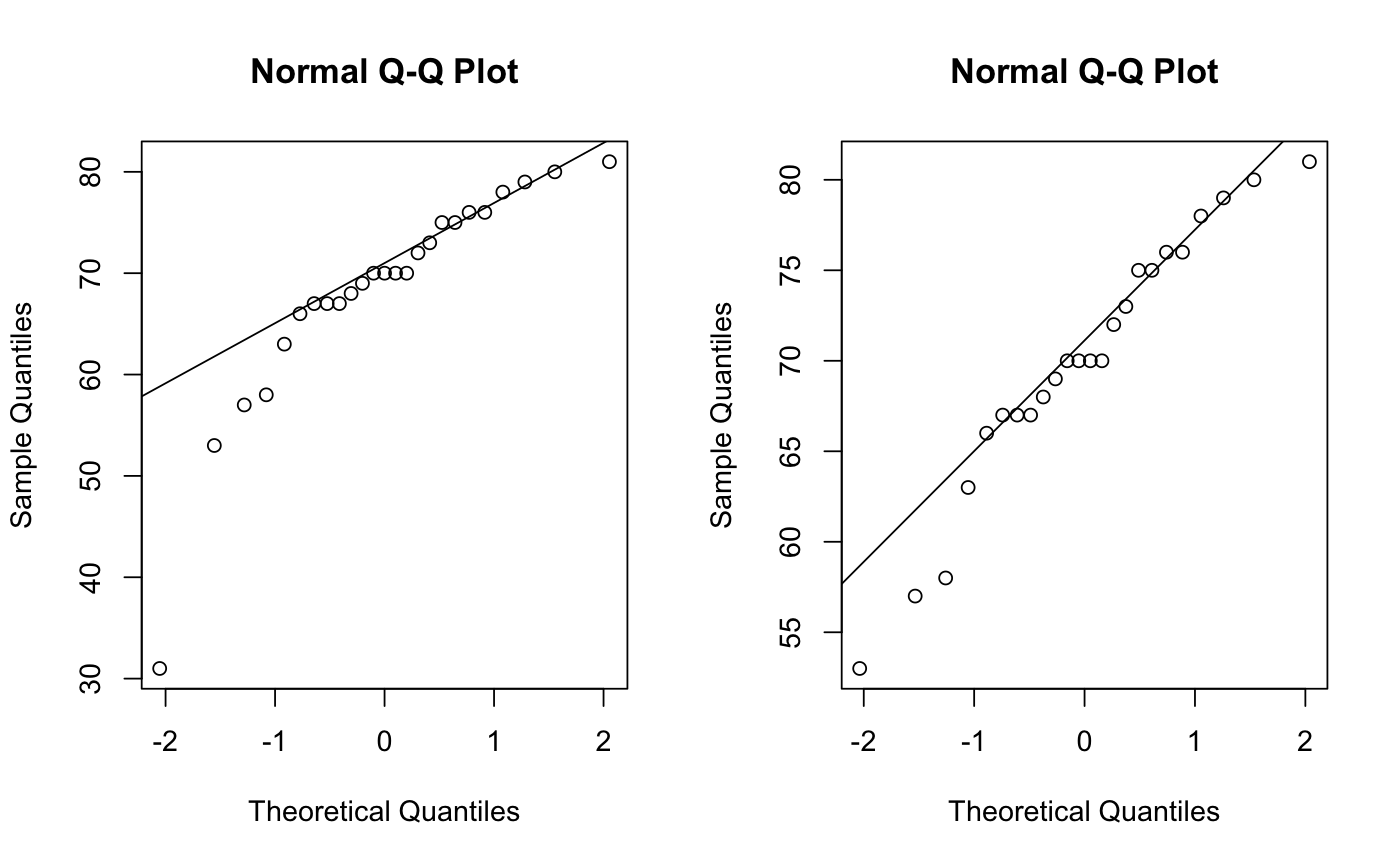 Normal Q-Q Plot
Sample Quantiles
80
70
60
50
40
30
-2 -1 0 1 2
Theoretical Quantiles
Normal Q-Q Plot
Sample Quantiles
80
75
70
65
60
55
-2 -1 0 1 2
Theoretical Quantiles